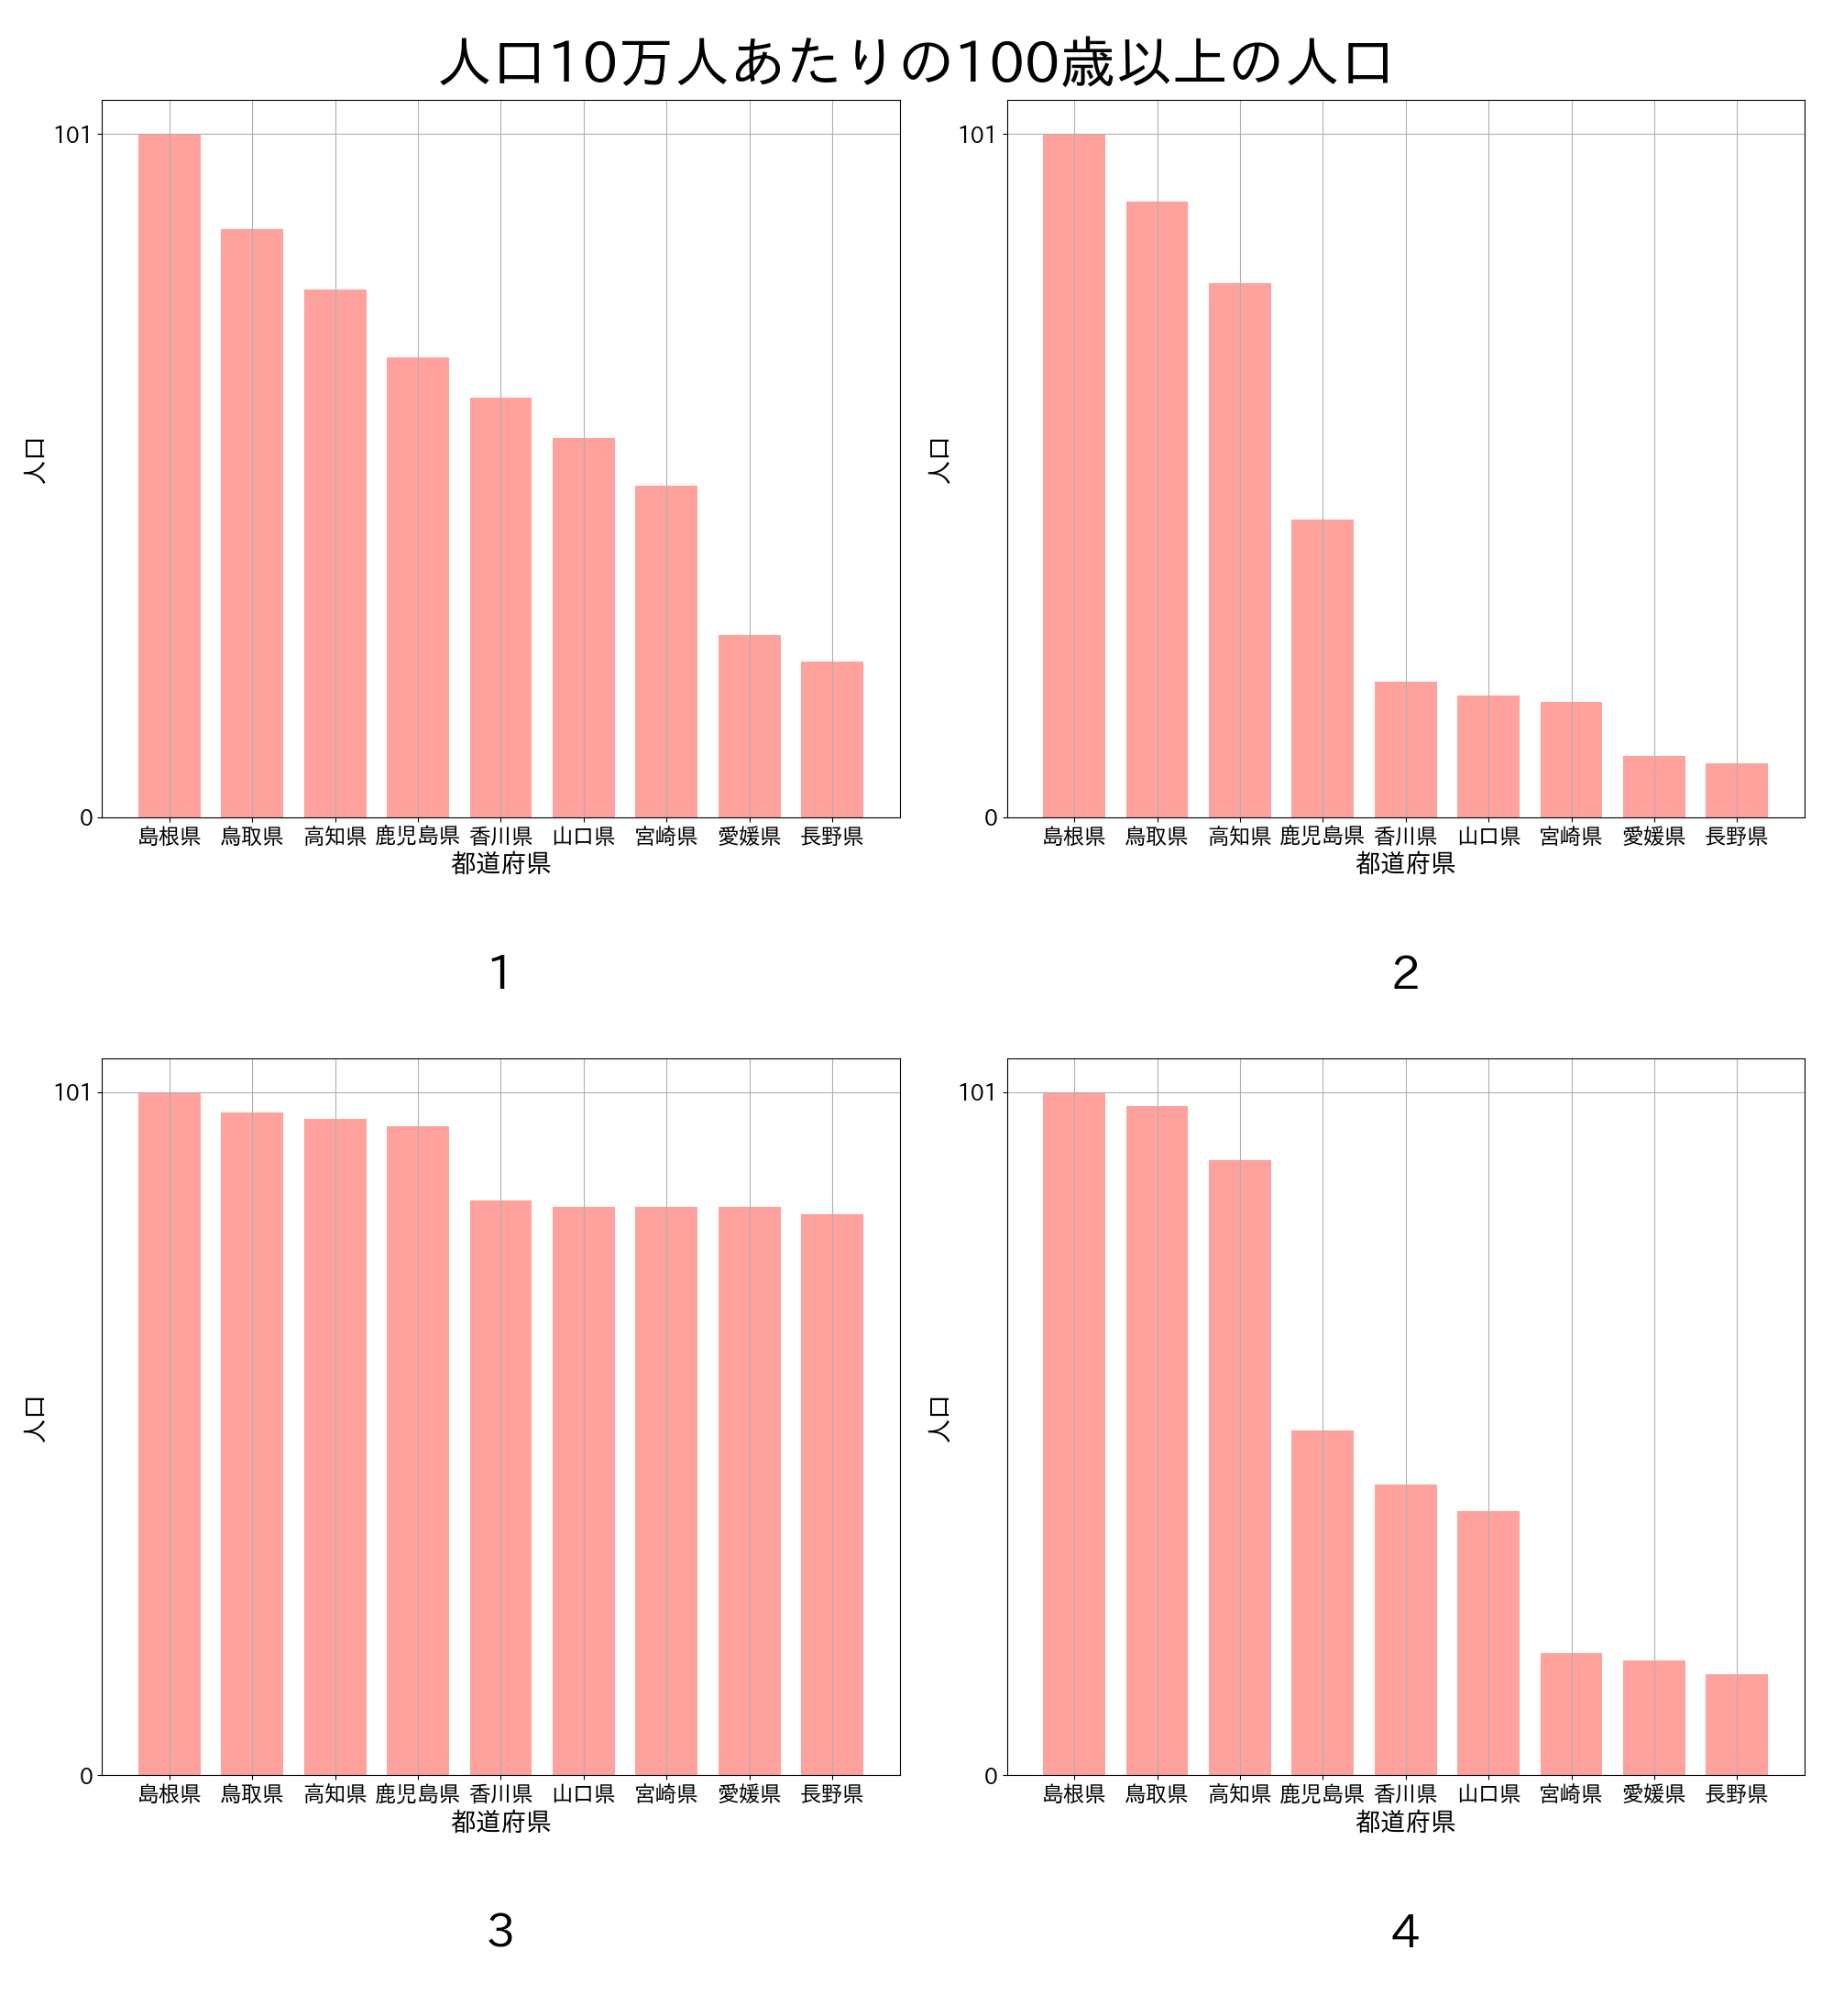 人口10万人あたりの100歳以上の人口
101
0
人口
島根県 鳥取県 高知県 鹿児島県 香川県 山口県 宮崎県 愛媛県 長野県
都道府県
1
101
0
人口
島根県 鳥取県 高知県 鹿児島県 香川県 山口県 宮崎県 愛媛県 長野県
都道府県
2
101
0
人口
島根県 鳥取県 高知県 鹿児島県 香川県 山口県 宮崎県 愛媛県 長野県
都道府県
3
101
0
人口
島根県 鳥取県 高知県 鹿児島県 香川県 山口県 宮崎県 愛媛県 長野県
都道府県
4